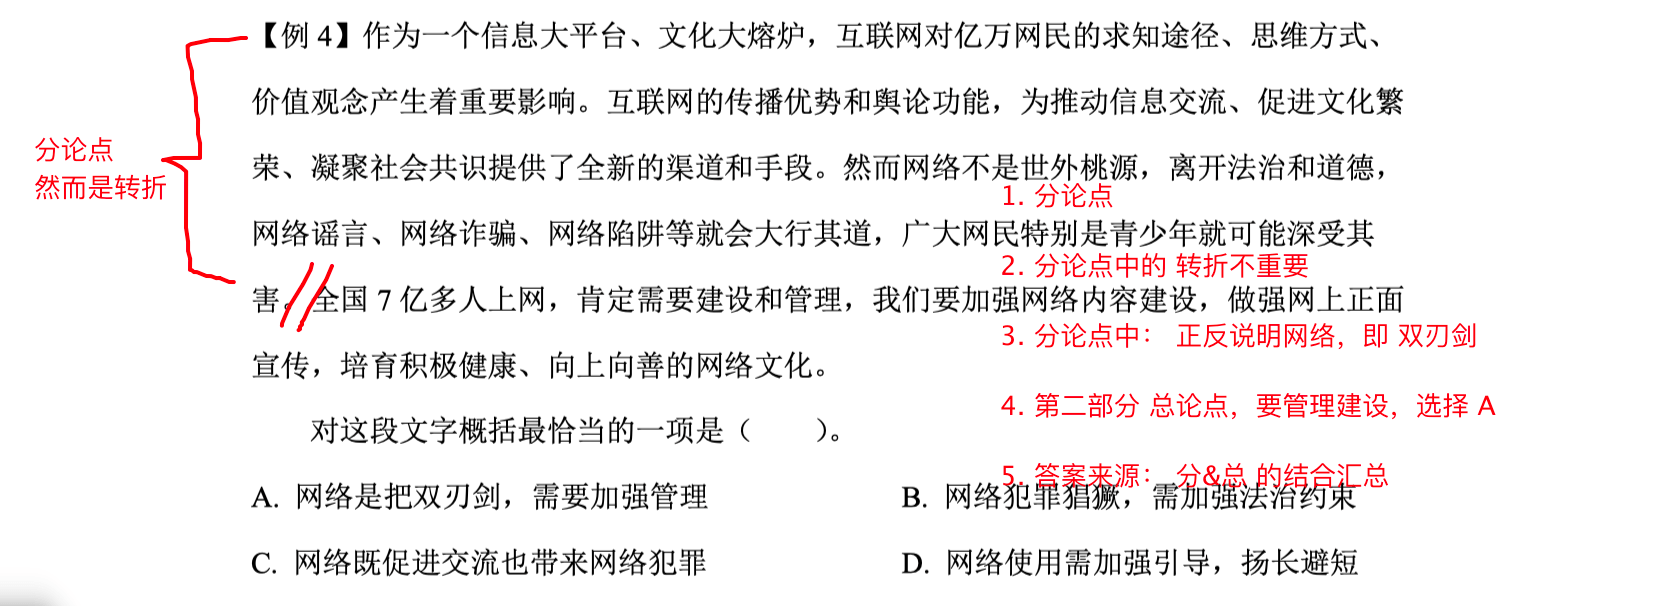 【例 4】作为一个信息大平台、文化大熔炉，互联网对亿万网民的求知途径、思维方式、
价值观念产生着重要影响。互联网的传播优势和舆论功能，为推动信息交流、促进文化繁
分论点
荣、凝聚社会共识提供了全新的渠道和手段。然而网络不是世外桃源，离开法治和道德，
然而是转折
1. 分论点
网络谣言、网络诈骗、网络陷阱等就会大行其道，广大网民特别是青少年就可能深受其
2. 分论点中的 转折不重要
害。全国 7 亿多人上网，肯定需要建设和管理，我们要加强网络内容建设，做强网上正面
3. 分论点中： 正反说明网络，即 双刃剑
宣传，培育积极健康、向上向善的网络文化。
4. 第二部分 总论点，要管理建设，选择 A
对这段文字概括最恰当的一项是（　　）。
5. 答案来源： 分&总 的结合汇总
A. 网络是把双刃剑，需要加强管理
B. 网络犯罪猖獗，需加强法治约束
C. 网络既促进交流也带来网络犯罪
D. 网络使用需加强引导，扬长避短